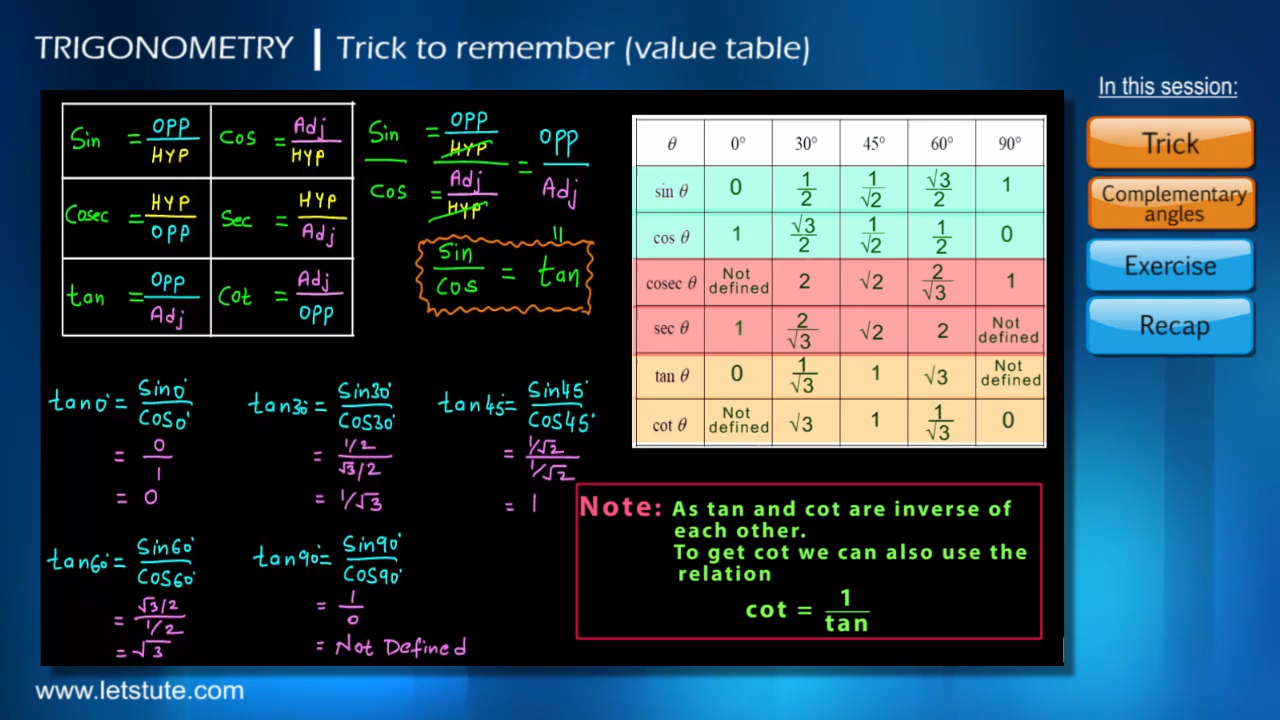 TRIGONOMETRY | Trick to remember (value table)
In this session:
Trick
Complementary
angles
Exercise
Recap
Sin = OPP/HYP cos = Adj/HYP
Cosec = HYP/OPP Sec = HYP/Adj
tan = OPP/Adj Cot = Adj/OPP
Sin = OPP/HYP
cos = Adj/HYP
= OPP/Adj
=
sin/cos = tan
θ 0° 30° 45° 60° 90°
sin θ 0 1/2 1/√2 √3/2 1
cos θ 1 √3/2 1/√2 1/2 0
cosec θ Not defined 2 √2 2/√3 1
sec θ 1 2/√3 √2 2 Not defined
tan θ 0 1/√3 1 √3 Not defined
cot θ Not defined √3 1 1/√3 0
tan0° = Sin0°/COS0°
= 0/1
= 0
tan30° = Sin30°/COS30°
= 1/2/√3/2
= 1/√3
tan45° = Sin45°/COS45°
= 1/√2/1/√2
= 1
tan60° = Sin60°/COS60°
= √3/2/1/2
= √3
tan90° = Sin90°/COS90°
= 1/0
= Not Defined
Note: As tan and cot are inverse of
each other.
To get cot we can also use the
relation
cot = 1/tan
www.letstute.com